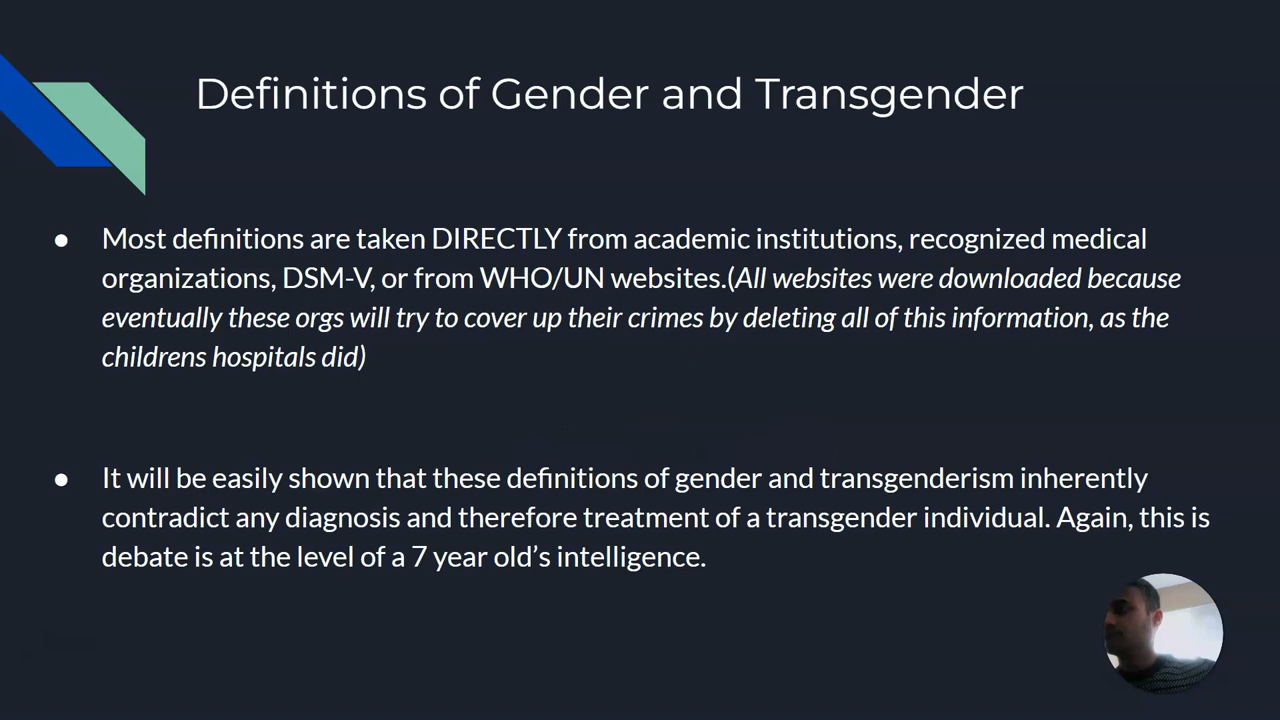 Definitions of Gender and Transgender
● Most definitions are taken DIRECTLY from academic institutions, recognized medical
organizations, DSM-V, or from WHO/UN websites.(All websites were downloaded because
eventually these orgs will try to cover up their crimes by deleting all of this information, as the
childrens hospitals did)
● It will be easily shown that these definitions of gender and transgenderism inherently
contradict any diagnosis and therefore treatment of a transgender individual. Again, this is
debate is at the level of a 7 year old’s intelligence.